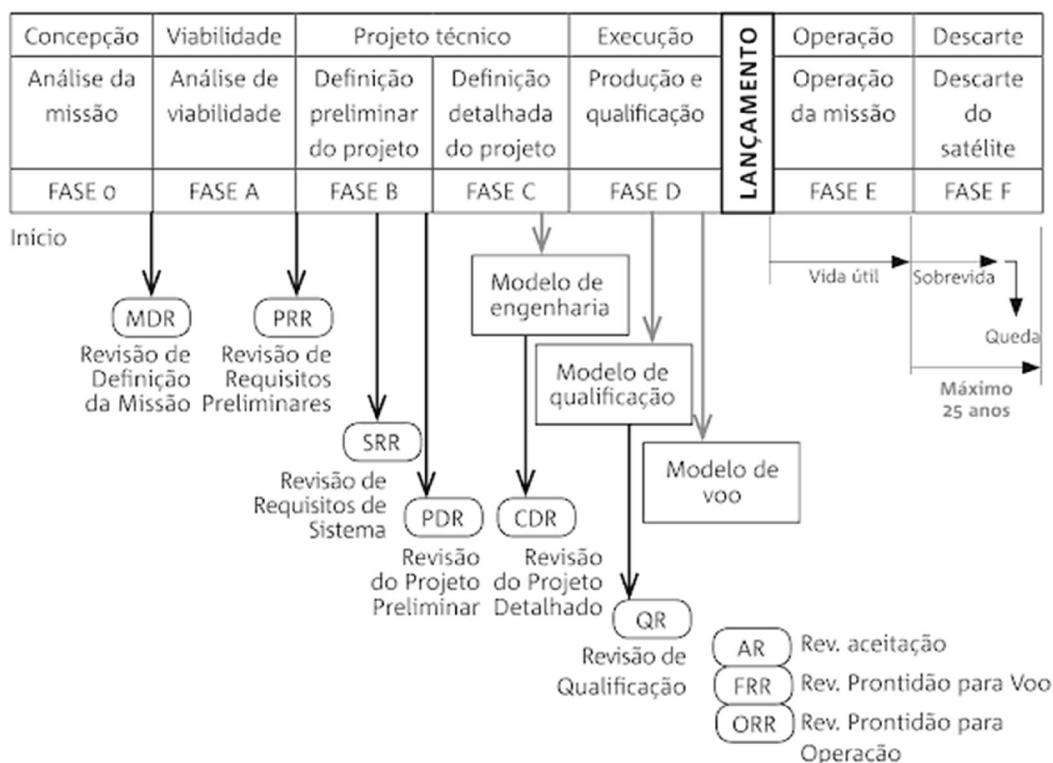 Concepção
Viabilidade
Projeto técnico
Execução
LANÇAMENTO
Operação
Descarte
Análise da
missão
Análise de
viabilidade
Definição
preliminar
do projeto
Definição
detalhada
do projeto
Produção e
qualificação
Operação
da missão
Descarte
do
satélite
FASE 0
FASE A
FASE B
FASE C
FASE D
FASE E
FASE F
Início
MDR
Revisão de
Definição
da Missão
PRR
Revisão de
Requisitos
Preliminares
SRR
Revisão de
Requisitos de
Sistema
PDR
Revisão
do Projeto
Preliminar
Modelo de
engenharia
CDR
Revisão
do Projeto
Detalhado
Modelo de
qualificação
QR
Revisão de
Qualificação
Modelo de
voo
Vida útil
Sobrevida
Queda
Máximo
25 anos
AR
Rev. aceitação
FRR
Rev. Prontidão para Voo
ORR
Rev. Prontidão para
Operação